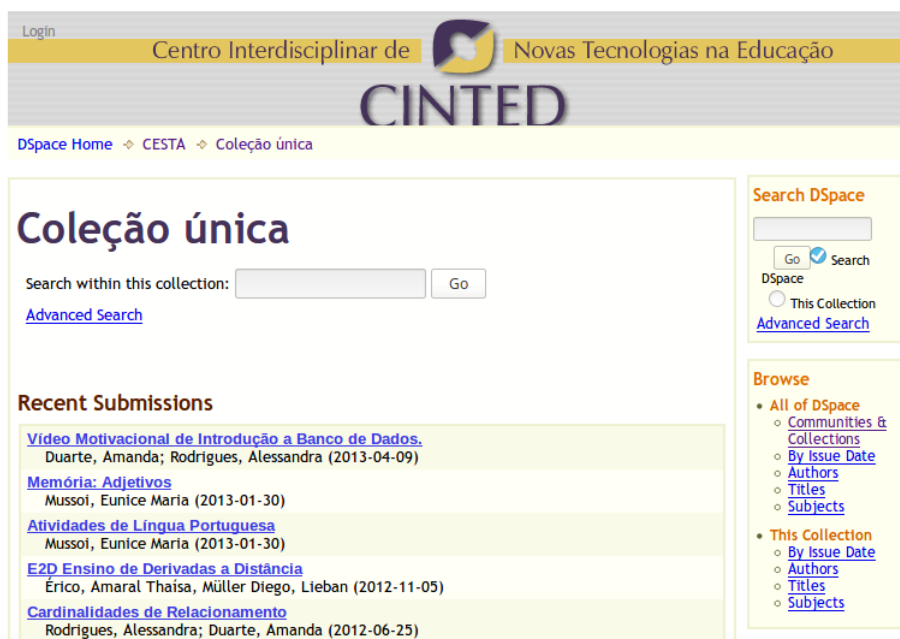 Login
Centro Interdisciplinar de Novas Tecnologias na Educação
CINTED
DSpace Home CESTA Coleção única
Coleção única
Search within this collection: Go
Advanced Search
Recent Submissions
Vídeo Motivacional de Introdução a Banco de Dados.
Duarte, Amanda; Rodrigues, Alessandra (2013-04-09)
Memória: Adjetivos
Mussoi, Eunice Maria (2013-01-30)
Atividades de Língua Portuguesa
Mussoi, Eunice Maria (2013-01-30)
E2D Ensino de Derivadas a Distância
Érico, Amaral Thaísa, Müller Diego, Lieban (2012-11-05)
Cardinalidades de Relacionamento
Rodrigues, Alessandra; Duarte, Amanda (2012-06-25)
Search DSpace
Go Search
DSpace
This Collection
Advanced Search
Browse
All of DSpace
Communities &
Collections
By Issue Date
Authors
Titles
Subjects
This Collection
By Issue Date
Authors
Titles
Subjects